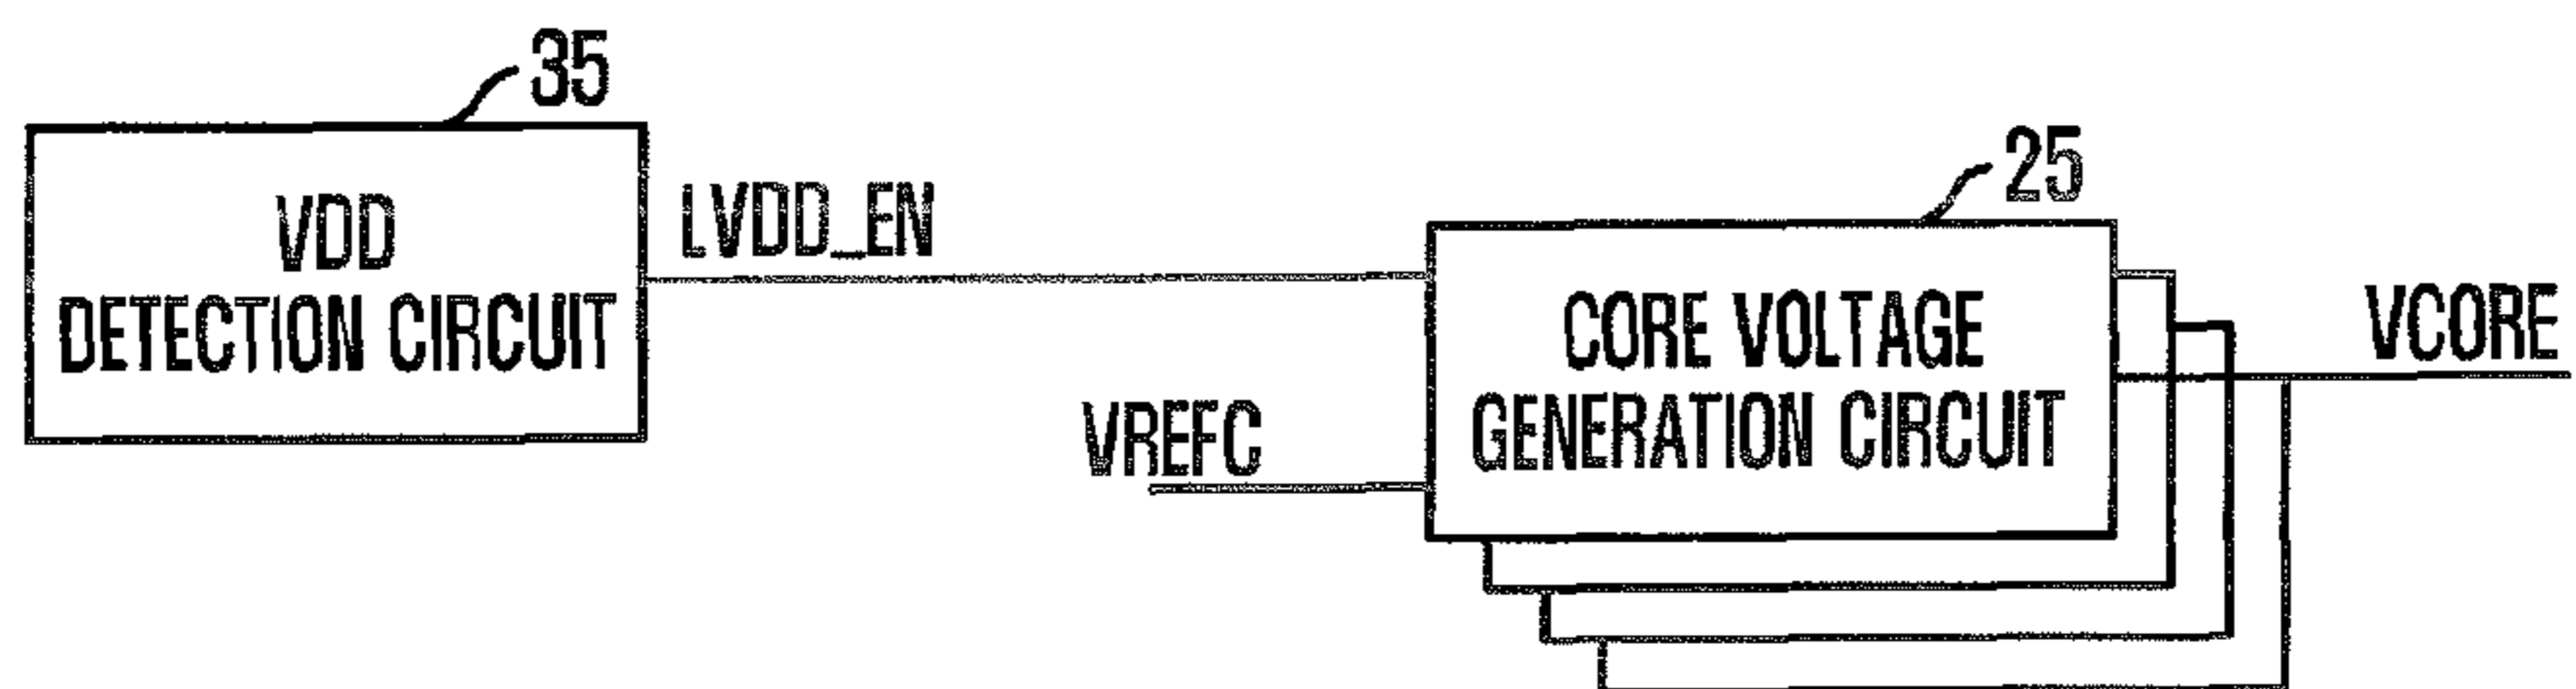 35
VDD
DETECTION CIRCUIT
LVDD_EN
25
CORE VOLTAGE
GENERATION CIRCUIT
VREFC
VCORE